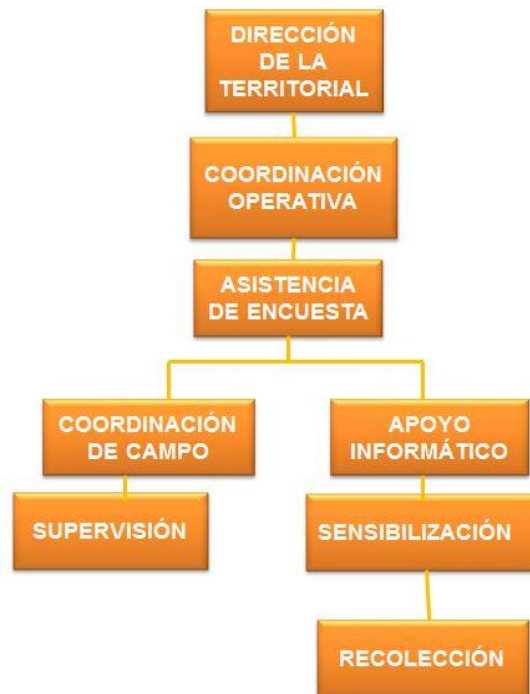 DIRECCIÓN
DE LA
TERRITORIAL
COORDINACIÓN
OPERATIVA
ASISTENCIA
DE ENCUESTA
COORDINACIÓN
DE CAMPO
APOYO
INFORMÁTICO
SUPERVISIÓN
SENSIBILIZACIÓN
RECOLECCIÓN